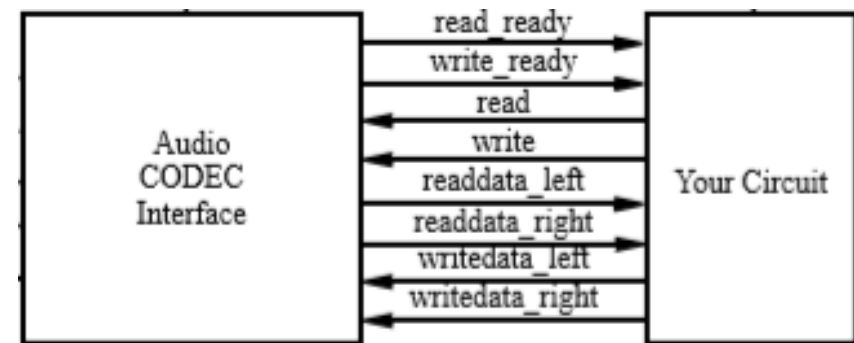 read_ready
write_ready
read
write
Audio
CODEC
Interface
readdata_left
readdata_right
writedata_left
writedata_right
Your Circuit